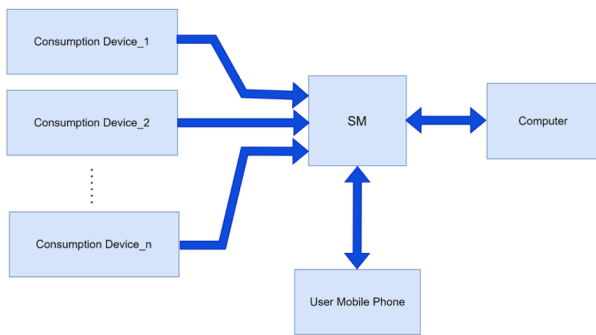 Consumption Device_1
Consumption Device_2
Consumption Device_n
SM
Computer
User Mobile Phone